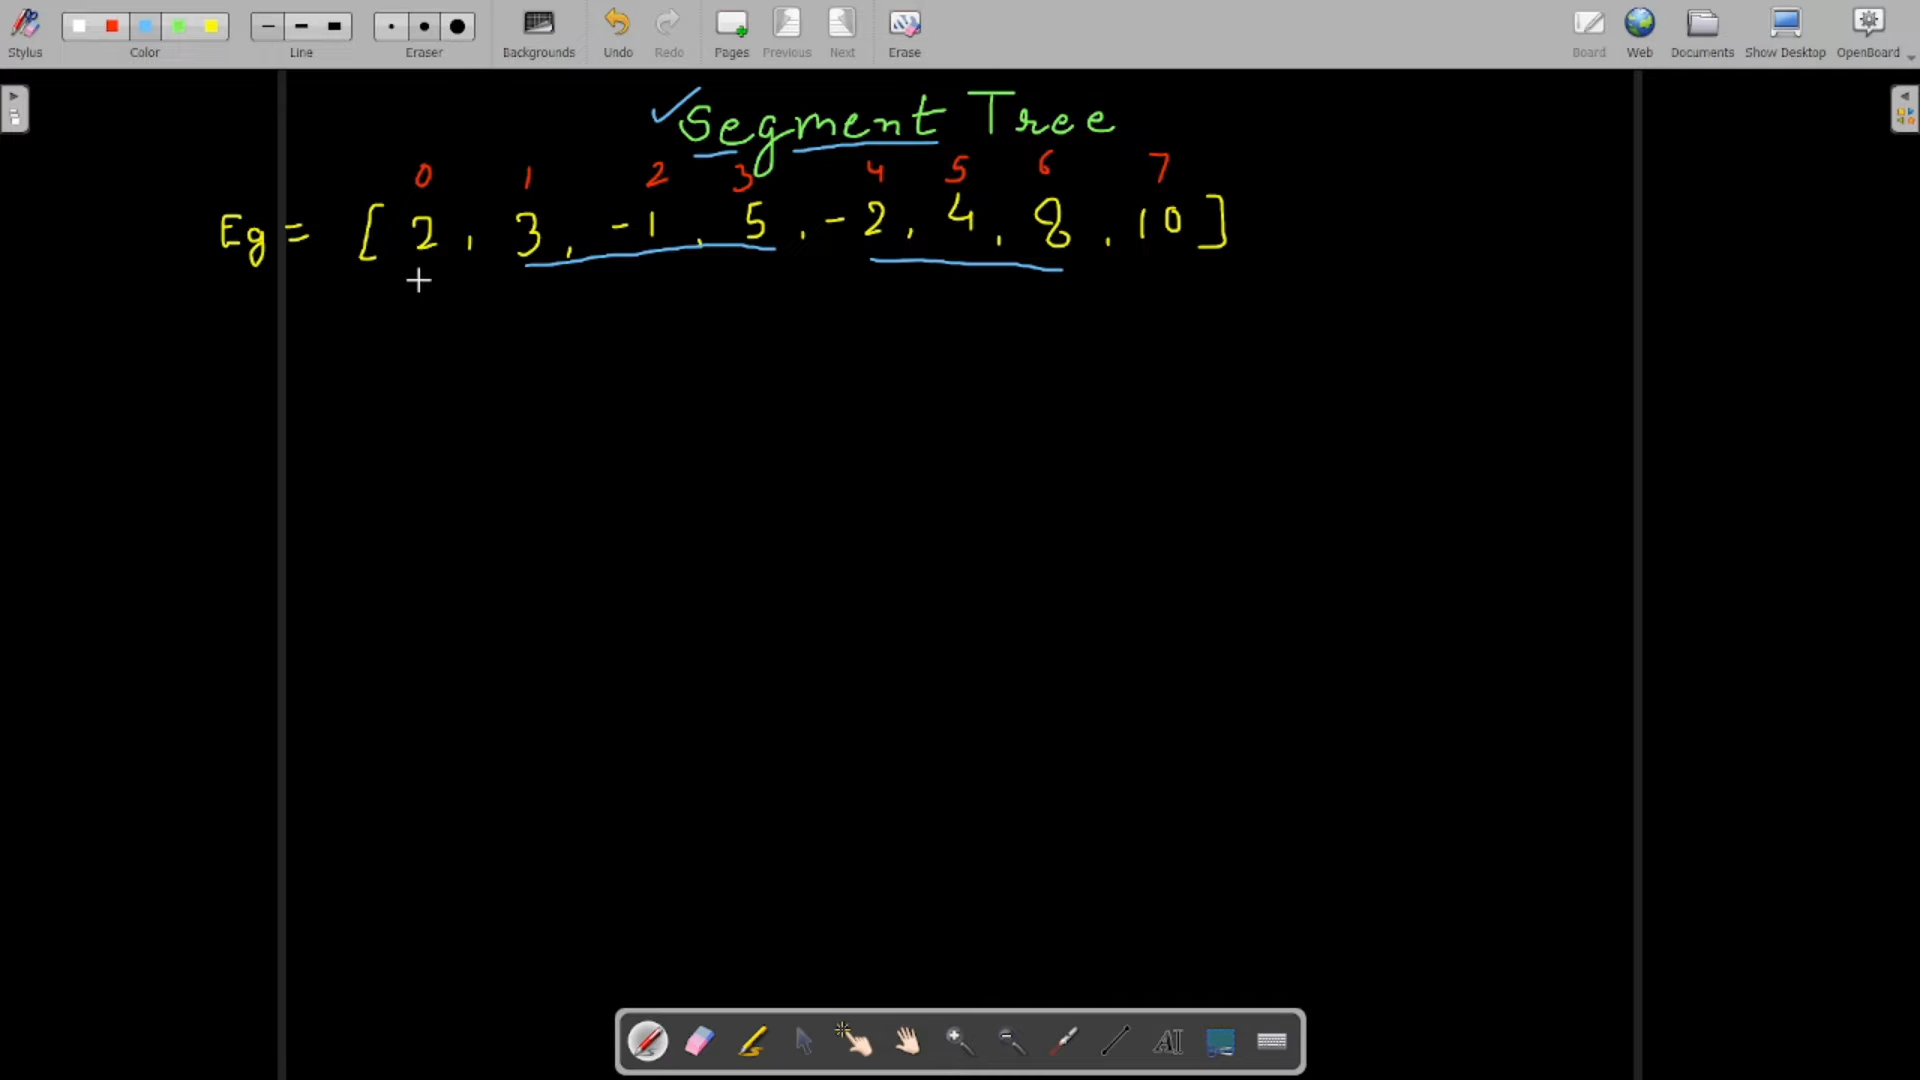 Stylus Color Line Eraser Backgrounds Undo Redo Pages Previous Next Erase Board Web Documents Show Desktop OpenBoard
Segment Tree
0 1 2 3 4 5 6 7
Eg = [ 2 , 3 , -1 , 5 , -2 , 4 , 8 , 10 ]
AI